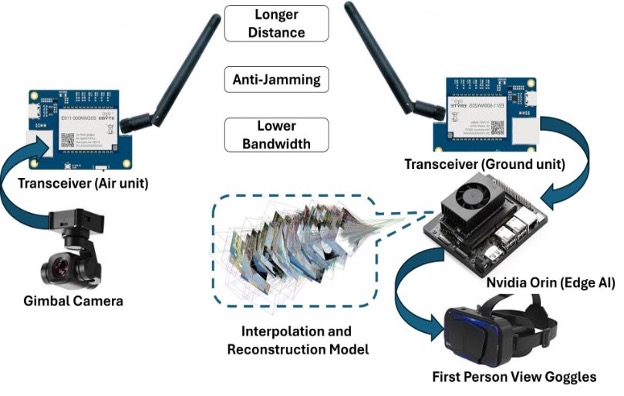 Longer
Distance
Anti-Jamming
Lower
Bandwidth
Transceiver (Air unit)
Transceiver (Ground unit)
Gimbal Camera
Nvidia Orin (Edge AI)
Interpolation and
Reconstruction Model
First Person View Goggles